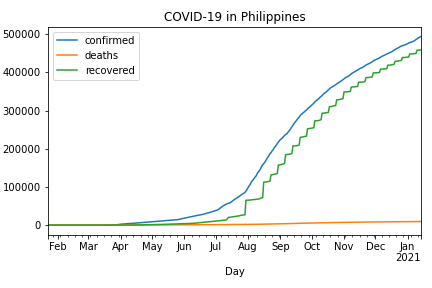 COVID-19 in Philippines
confirmed
deaths
recovered
500000
400000
300000
200000
100000
0
Feb Mar Apr May Jun Jul Aug Sep Oct Nov Dec Jan
2021
Day